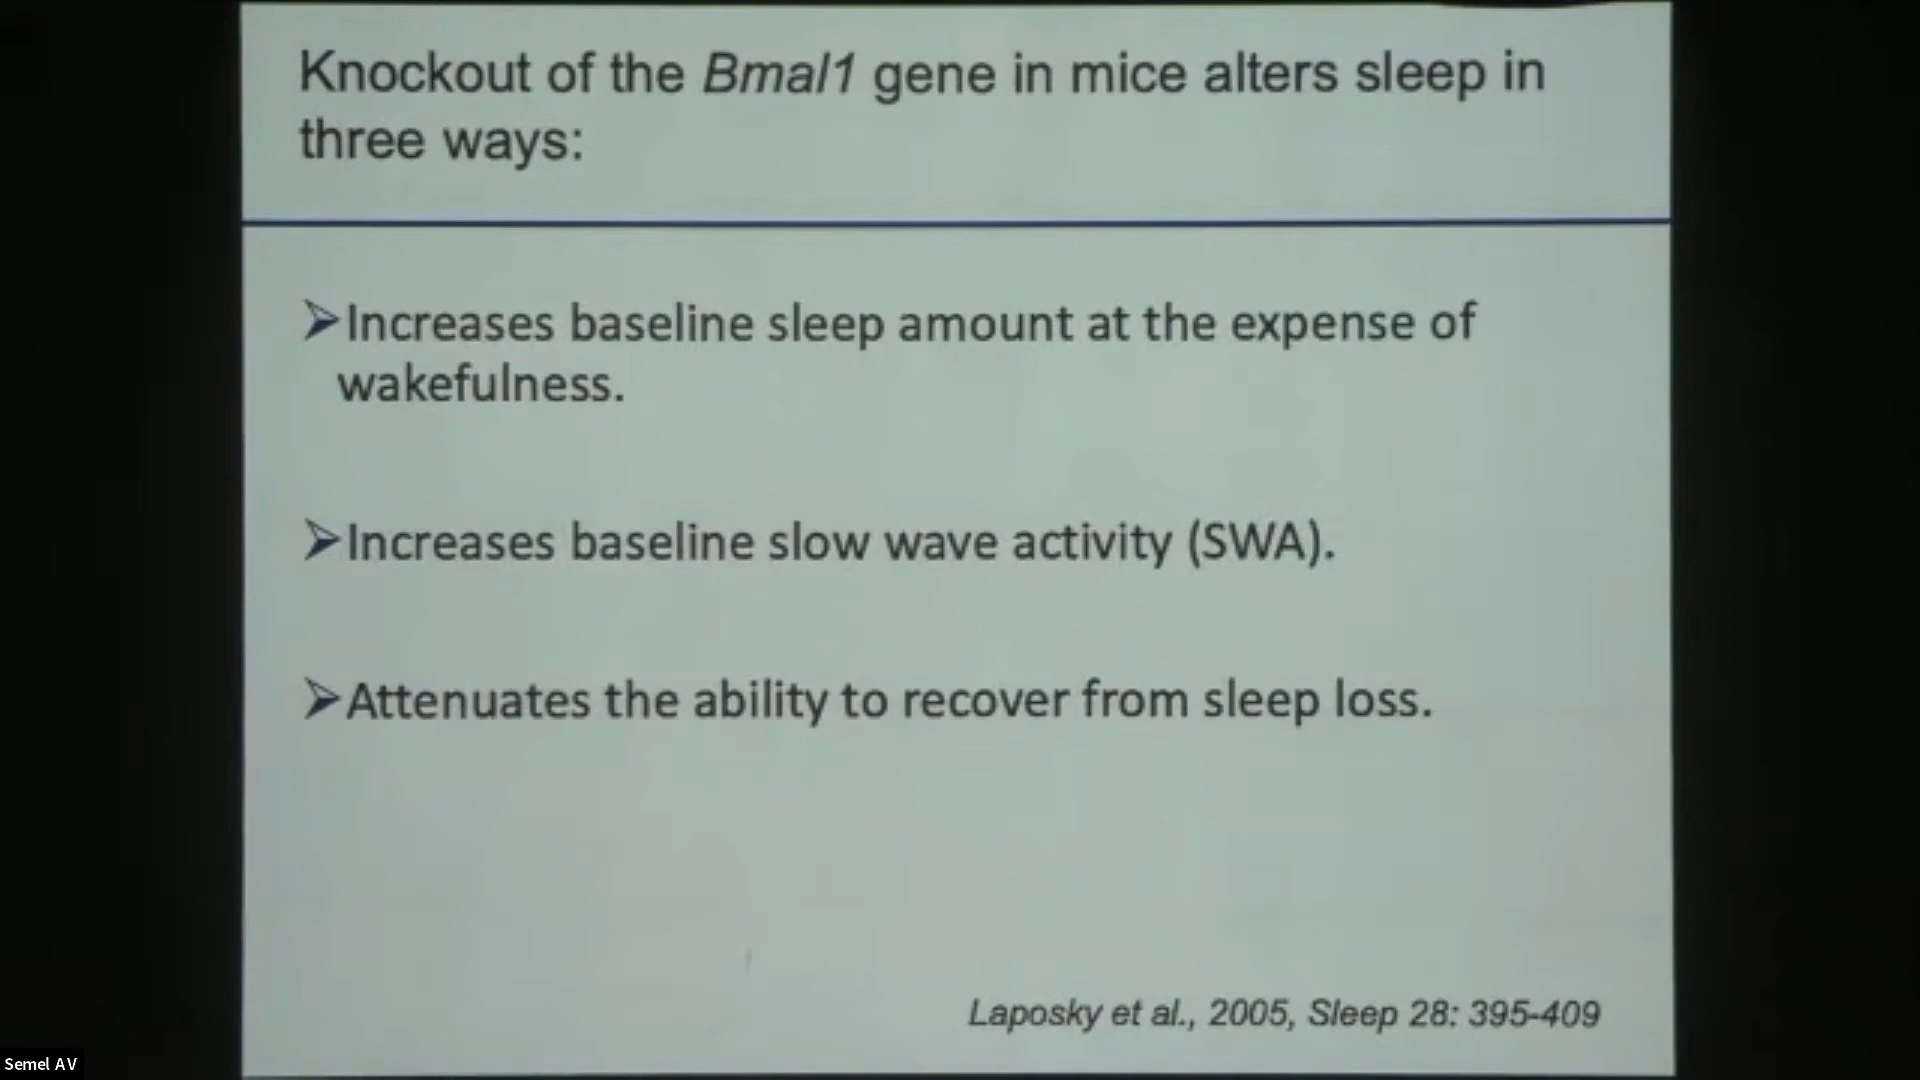 Knockout of the Bmal1 gene in mice alters sleep in
three ways:
➢Increases baseline sleep amount at the expense of
wakefulness.
➢Increases baseline slow wave activity (SWA).
➢Attenuates the ability to recover from sleep loss.
Laposky et al., 2005, Sleep 28: 395-409
Semel AV